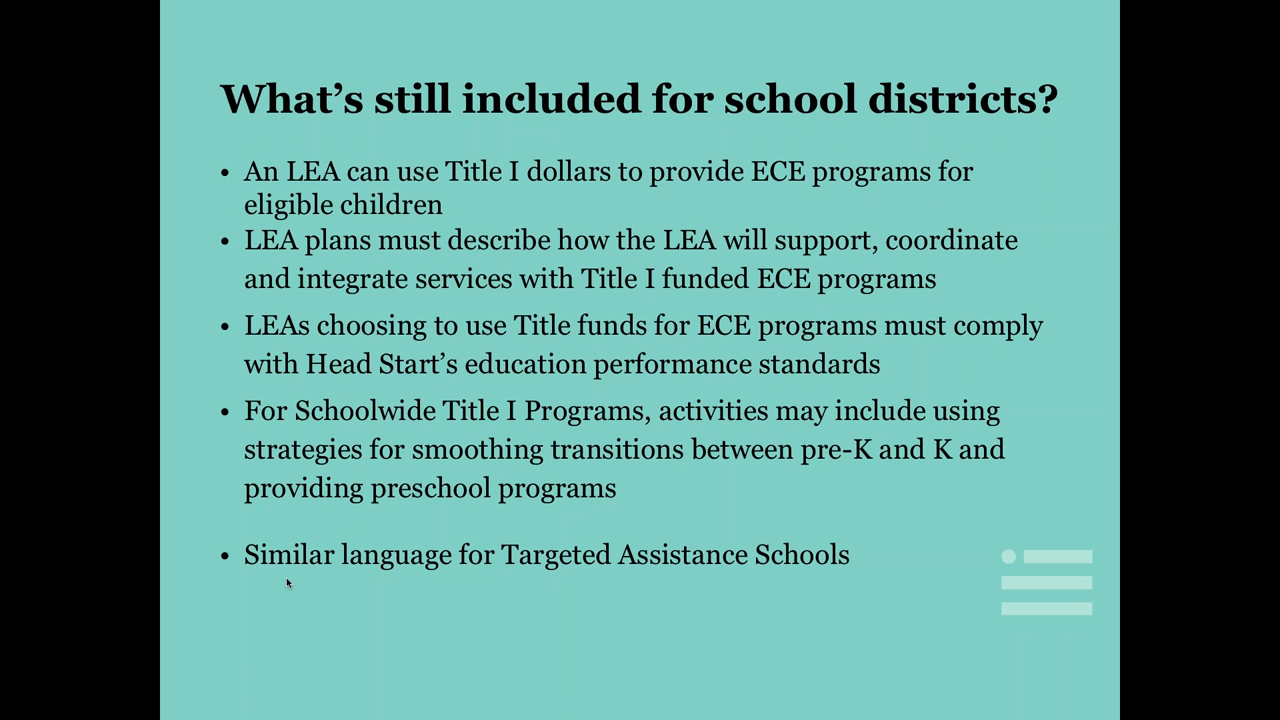 What’s still included for school districts?
• An LEA can use Title I dollars to provide ECE programs for
eligible children
• LEA plans must describe how the LEA will support, coordinate
and integrate services with Title I funded ECE programs
• LEAs choosing to use Title funds for ECE programs must comply
with Head Start’s education performance standards
• For Schoolwide Title I Programs, activities may include using
strategies for smoothing transitions between pre-K and K and
providing preschool programs
• Similar language for Targeted Assistance Schools